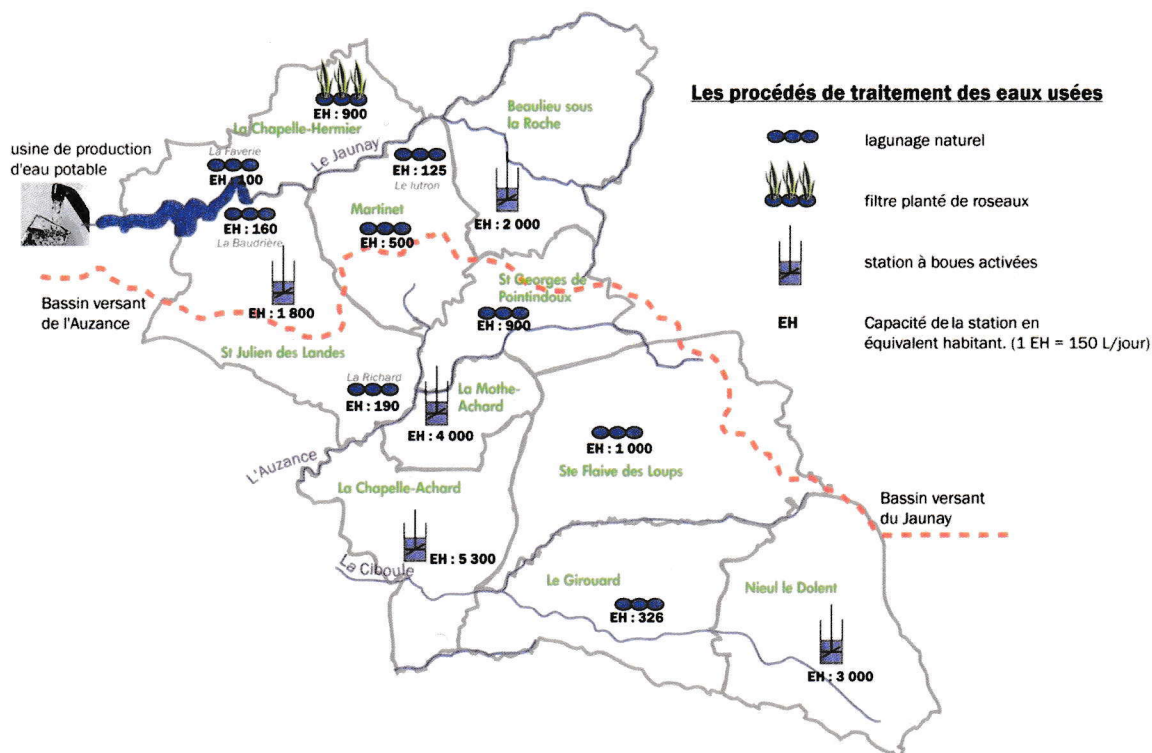 Les procédés de traitement des eaux usées
lagunage naturel
filtre planté de roseaux
station à boues activées
EH
Capacité de la station en
équivalent habitant. (1 EH = 150 L/jour)
EH : 900
La Chapelle-Hermier
Beaulieu sous
la Roche
usine de production
d'eau potable
La Faverie
EH : 100
Le Jaunay
EH : 125
Le Iutron
EH : 160
La Baudrière
Martinet
EH : 500
EH : 2 000
Bassin versant
de l'Auzance
EH : 1 800
St Georges de
Pointindoux
EH : 900
St Julien des Landes
La Richard
EH : 190
La Mothe-
Achard
EH : 4 000
EH : 1 000
Ste Flaive des Loups
L'Auzance
La Chapelle-Achard
EH : 5 300
Bassin versant
du Jaunay
La Ciboule
Le Girouard
EH : 326
Nieul le Dolent
EH : 3 000